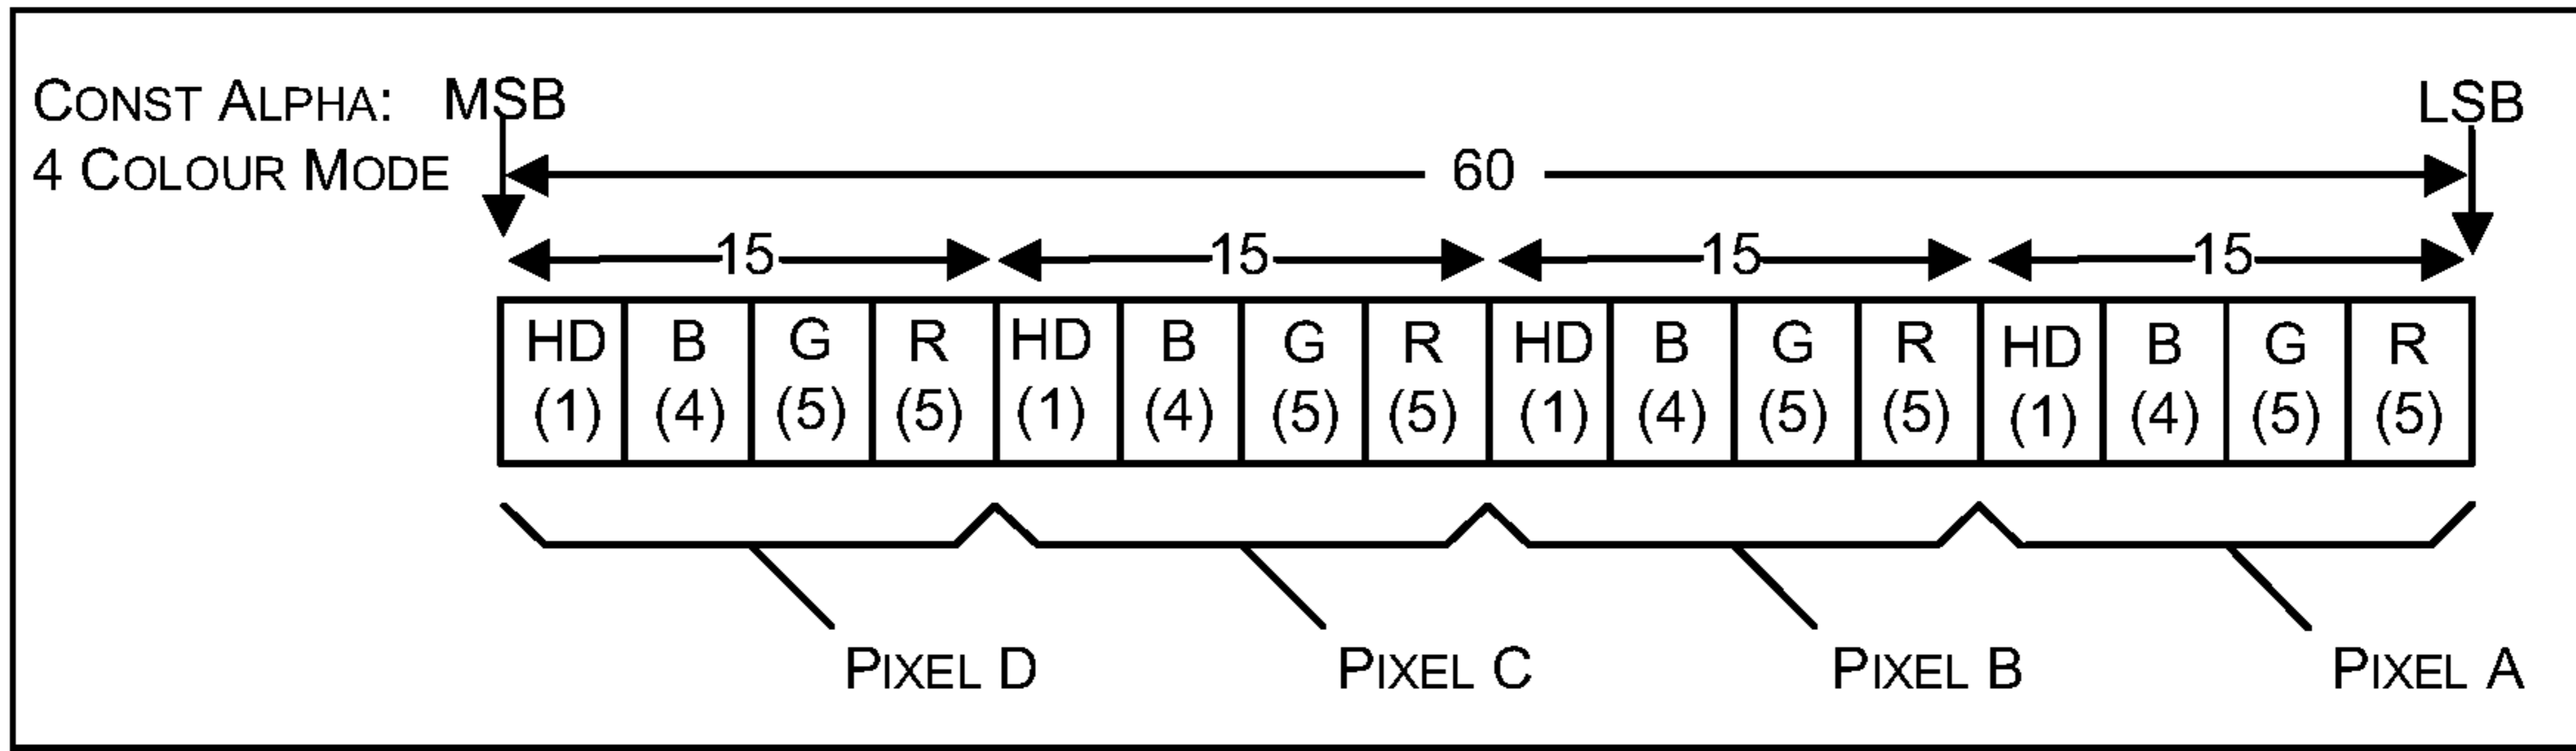 CONST ALPHA: MSB LSB
4 COLOUR MODE 60
15 15 15 15
HD B G R HD B G R HD B G R HD B G R
(1) (4) (5) (5) (1) (4) (5) (5) (1) (4) (5) (5) (1) (4) (5) (5)
PIXEL D PIXEL C PIXEL B PIXEL A